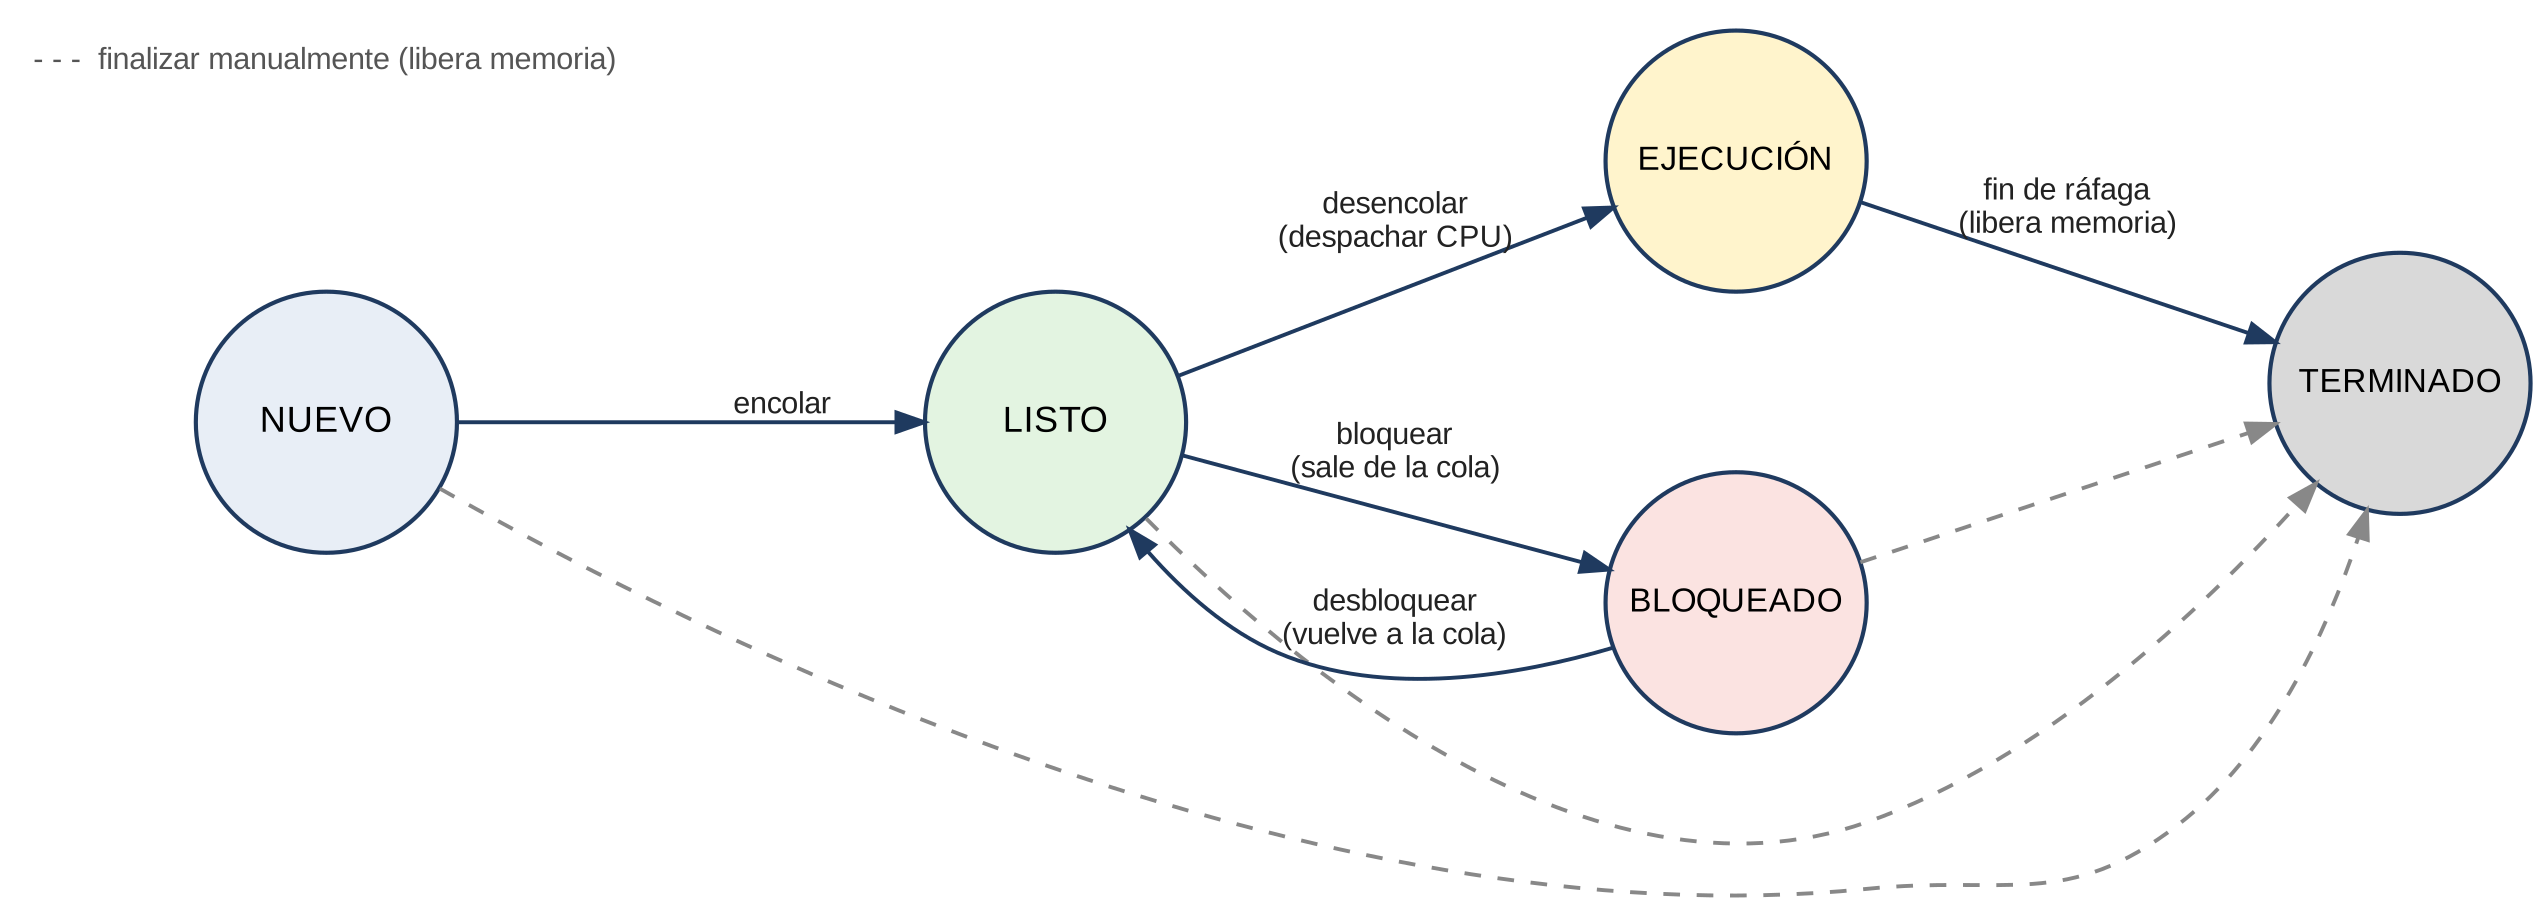 - - -  finalizar manualmente (libera memoria)
EJECUCIÓN
desencolar
(despachar CPU)
fin de ráfaga
(libera memoria)
NUEVO
encolar
LISTO
TERMINADO
bloquear
(sale de la cola)
BLOQUEADO
desbloquear
(vuelve a la cola)